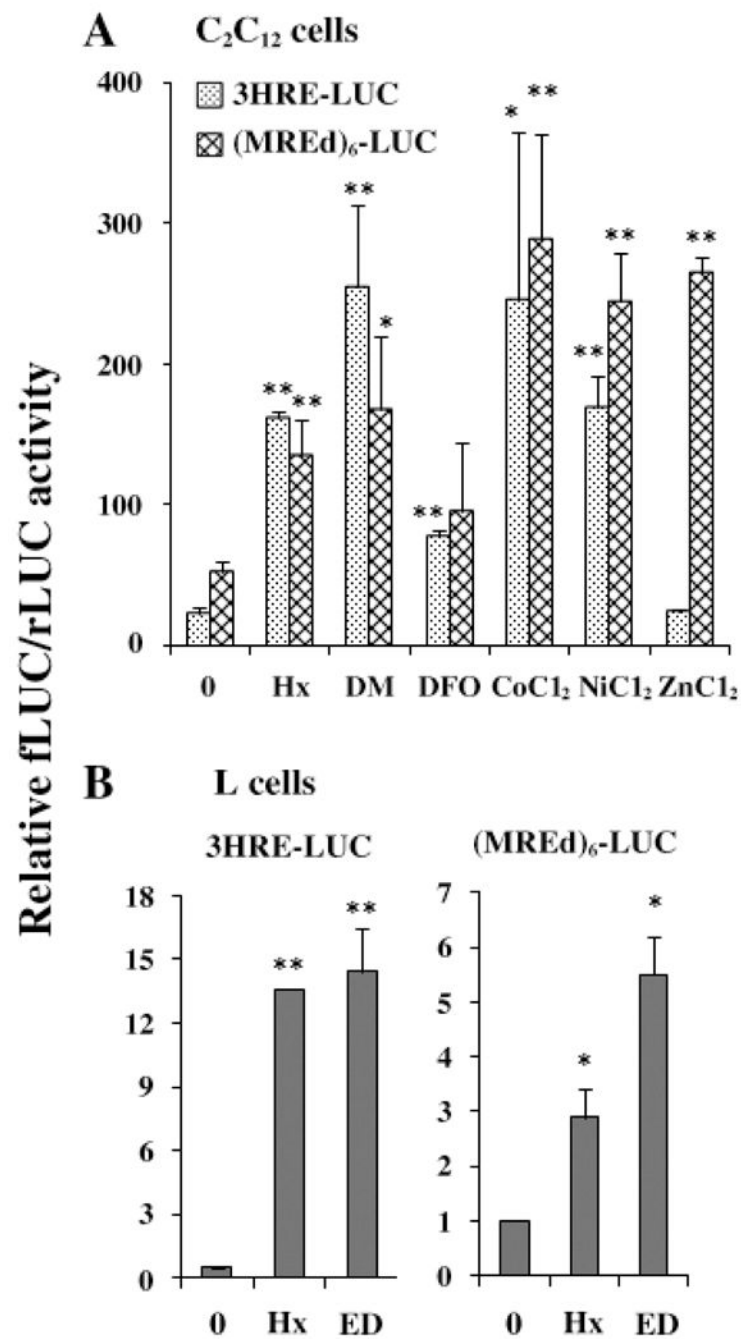 A C₂C₁₂ cells
3HRE-LUC
(MREd)₆-LUC
Relative fLUC/rLUC activity
400
300
200
100
0
** ** ** * ** * ** ** ** **
0 Hx DM DFO CoCl₂ NiCl₂ ZnCl₂
B L cells
3HRE-LUC
18
15
12
9
6
3
0
** **
0 Hx ED
(MREd)₆-LUC
7
6
5
4
3
2
1
0
* *
0 Hx ED